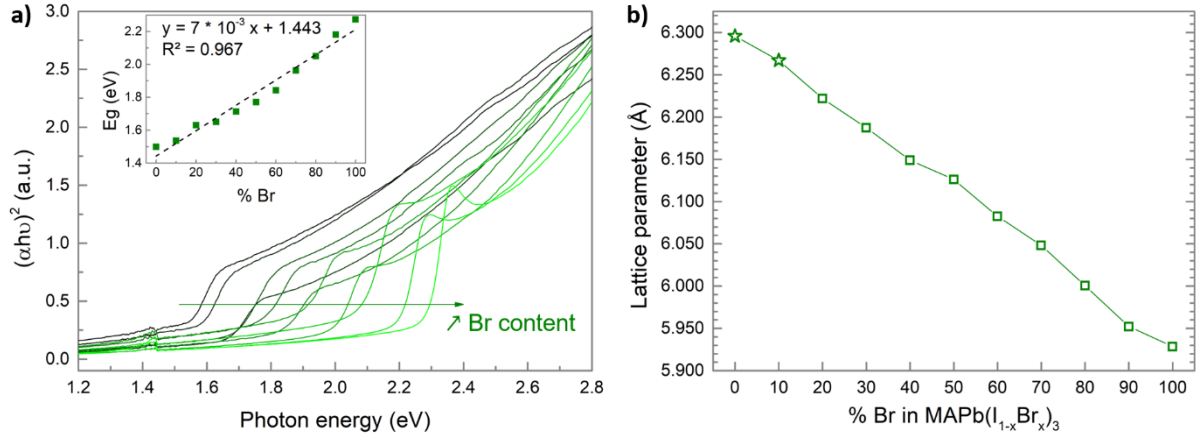 a)
3.0
2.5
2.0
1.5
1.0
0.5
0.0
(αhυ)² (a.u.)
1.2 1.4 1.6 1.8 2.0 2.2 2.4 2.6 2.8
Photon energy (eV)
↗ Br content
y = 7 * 10⁻³ x + 1.443
R² = 0.967
2.2
2.0
1.8
1.6
1.4
Eg (eV)
0 20 40 60 80 100
% Br
b)
6.300
6.250
6.200
6.150
6.100
6.050
6.000
5.950
5.900
Lattice parameter (Å)
0 10 20 30 40 50 60 70 80 90 100
% Br in MAPb(I₁₋ₓBrₓ)₃